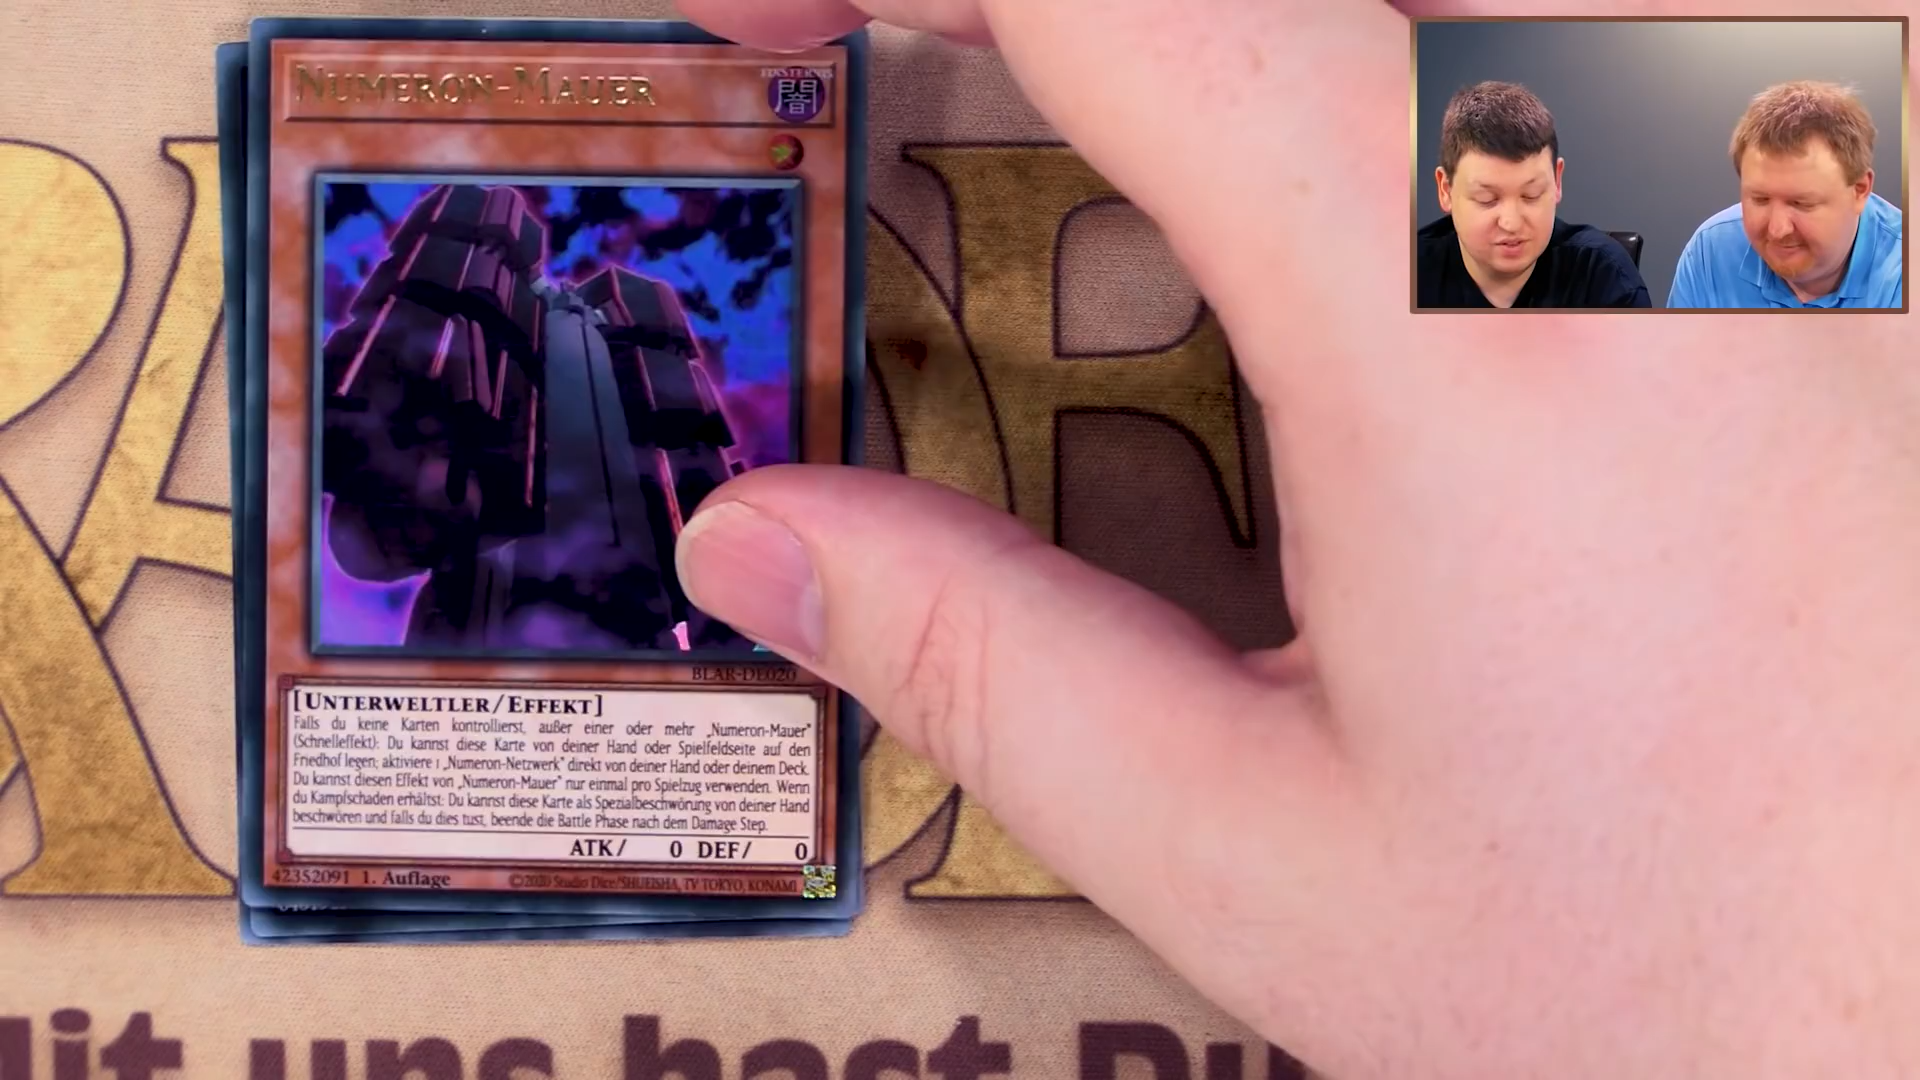 NUMERON-MAUER
FINSTERNIS
闇
BLAR-DE020
[UNTERWELTLER/EFFEKT]
Falls du keine Karten kontrollierst, außer einer oder mehr „Numeron-Mauer“
(Schnelleffekt): Du kannst diese Karte von deiner Hand oder Spielfeldseite auf den
Friedhof legen; aktiviere 1 „Numeron-Netzwerk“ direkt von deiner Hand oder deinem Deck.
Du kannst diesen Effekt von „Numeron-Mauer“ nur einmal pro Spielzug verwenden. Wenn
du Kampfschaden erhältst: Du kannst diese Karte als Spezialbeschwörung von deiner Hand
beschwören und falls du dies tust, beende die Battle Phase nach dem Damage Step.
ATK/ 0 DEF/ 0
42352091 1. Auflage ©2020 Studio Dice/SHUEISHA, TV TOKYO, KONAMI
Mit uns hast Du